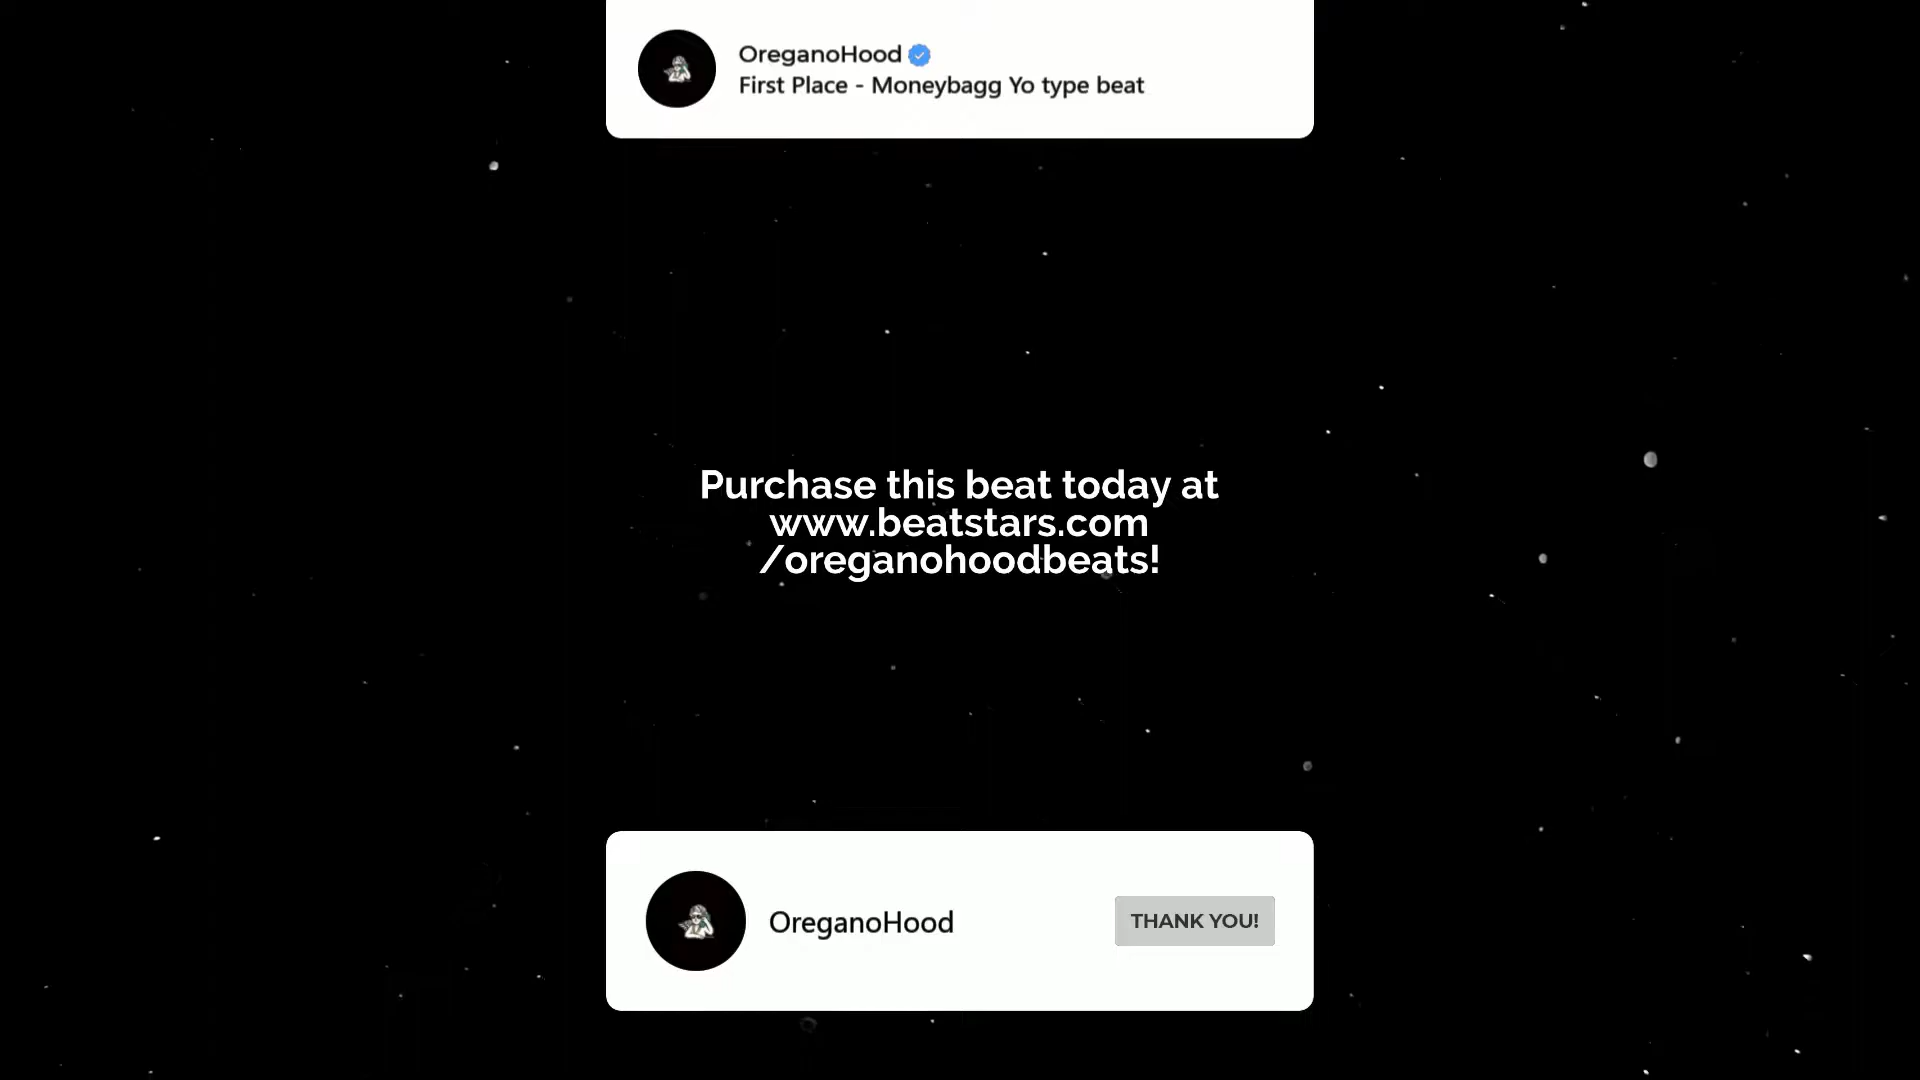 OreganoHood
First Place - Moneybagg Yo type beat
Purchase this beat today at
www.beatstars.com
/oreganohoodbeats!
OreganoHood
THANK YOU!